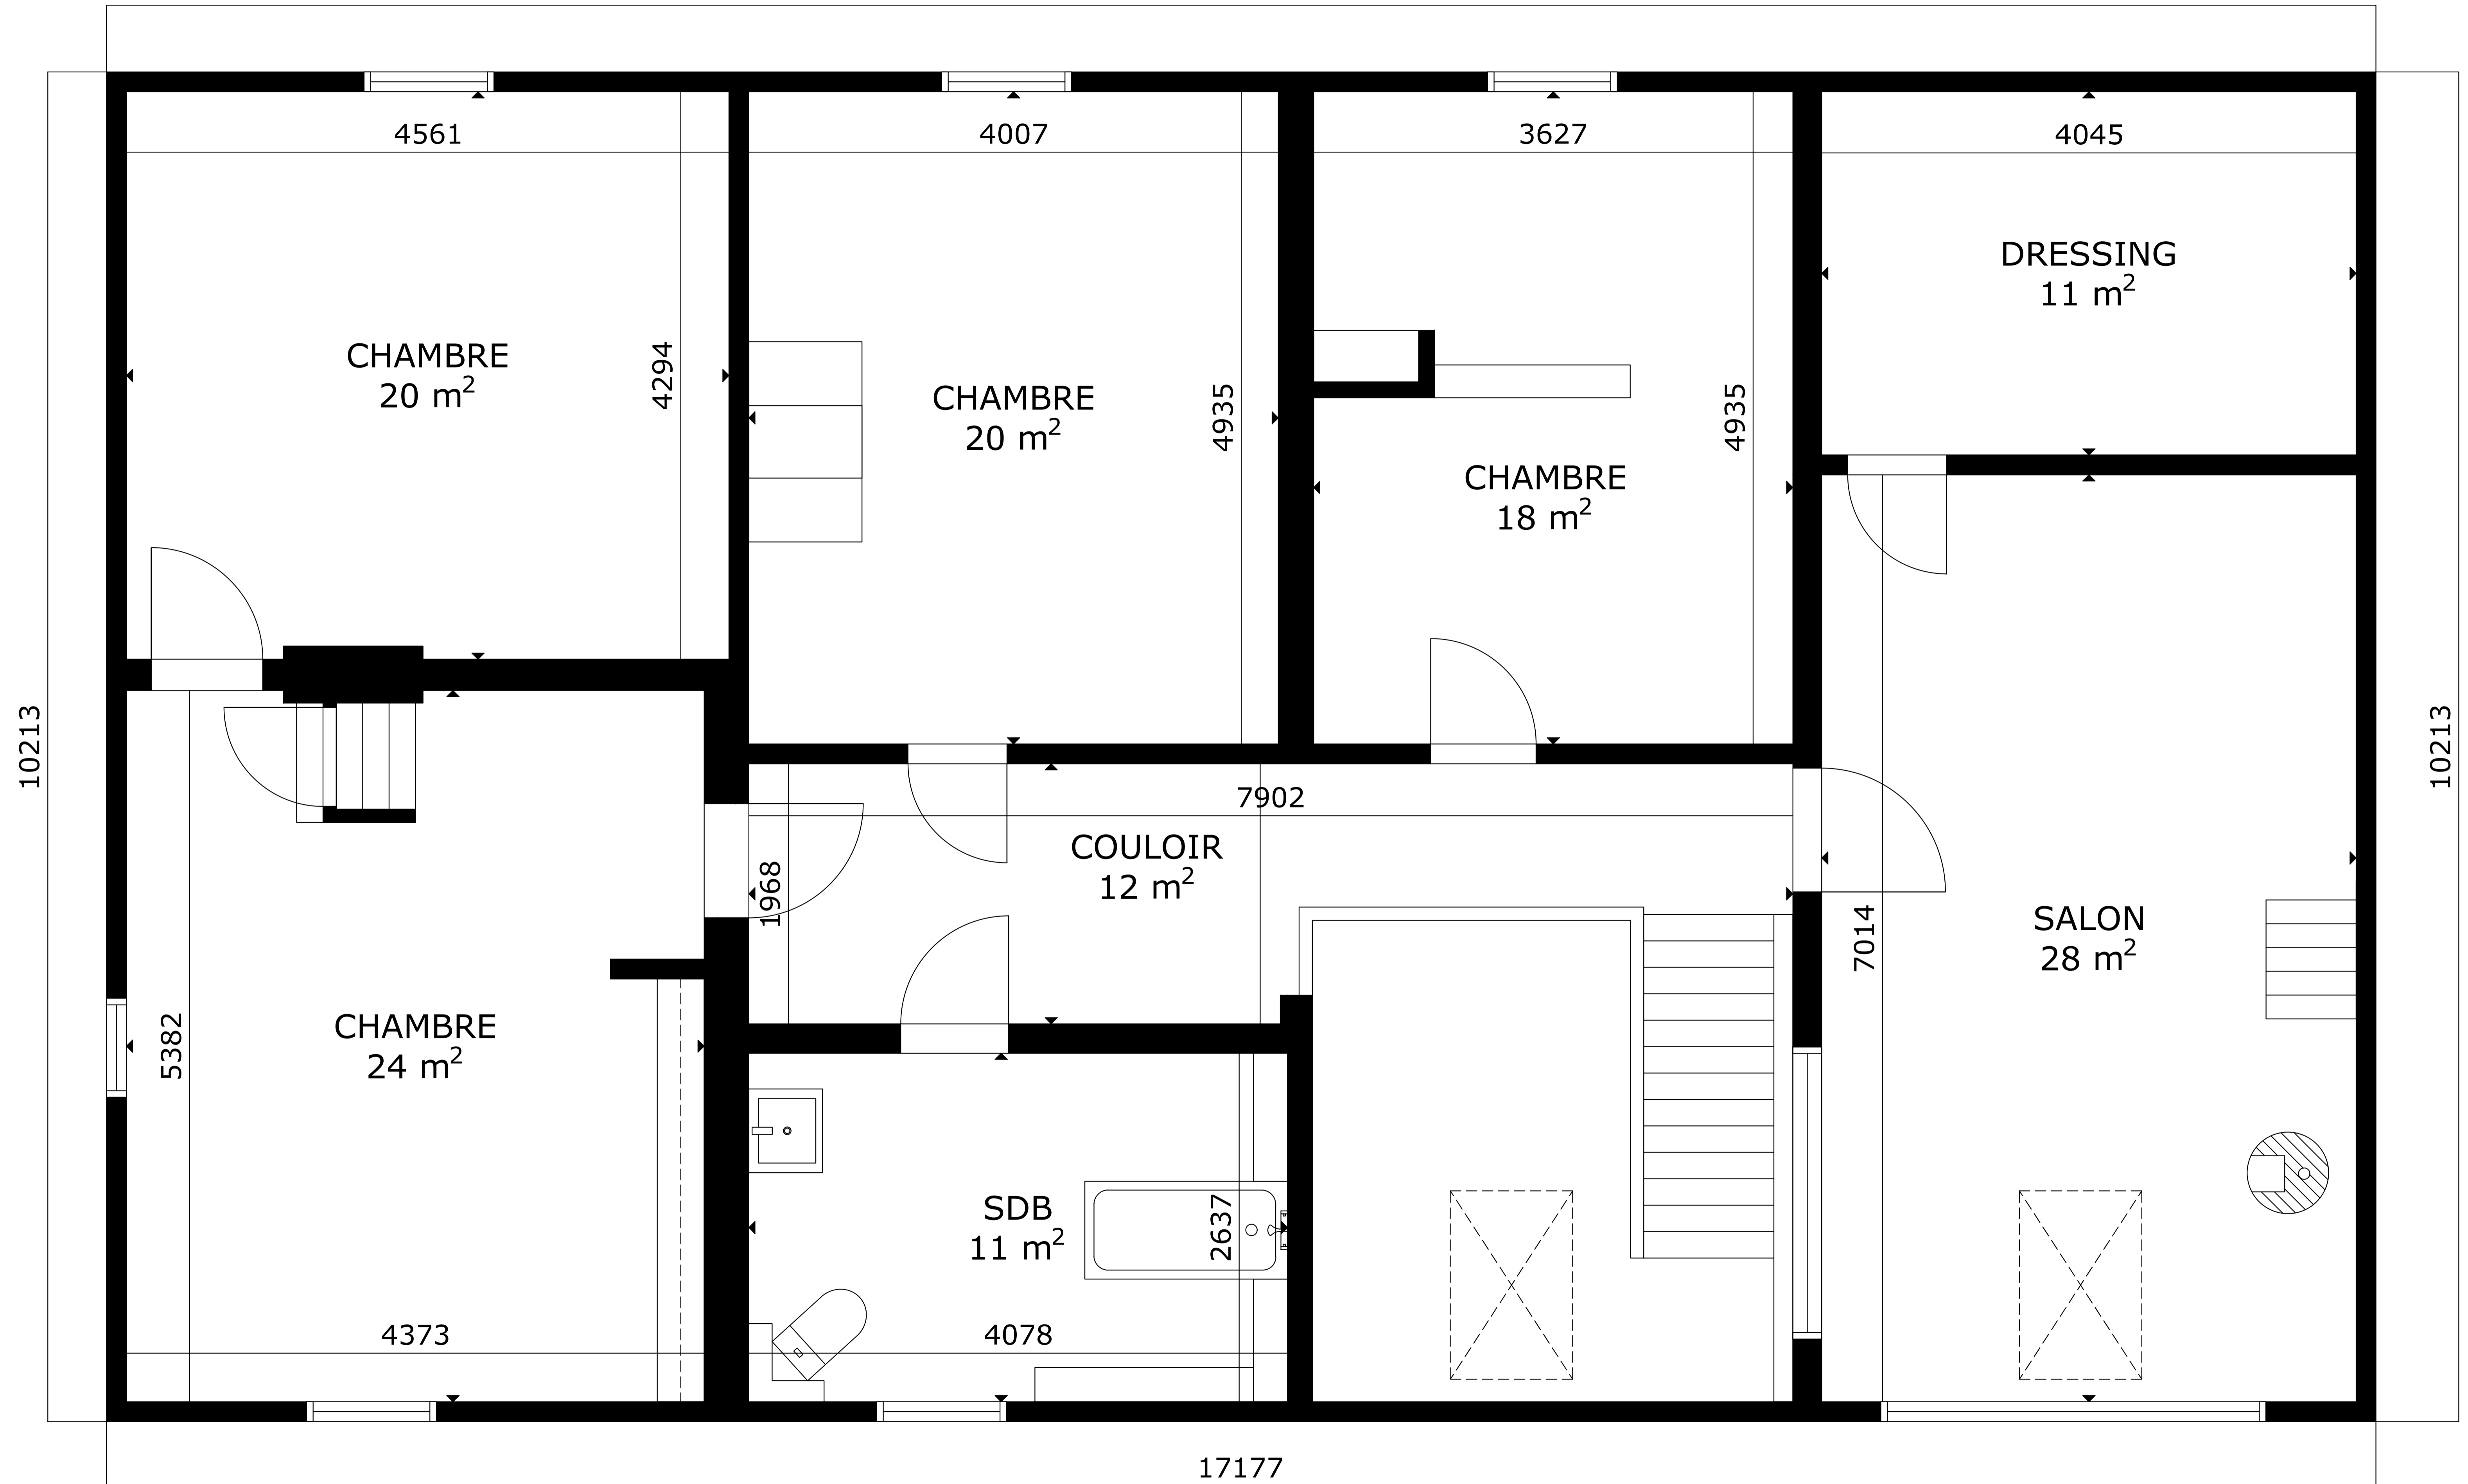 4561
4007
3627
4045
DRESSING
11 m²
CHAMBRE
20 m²
4294
CHAMBRE
20 m²
4935
4935
CHAMBRE
18 m²
10213
10213
7902
COULOIR
12 m²
1968
7014
SALON
28 m²
CHAMBRE
24 m²
5382
SDB
11 m²
2637
4373
4078
17177